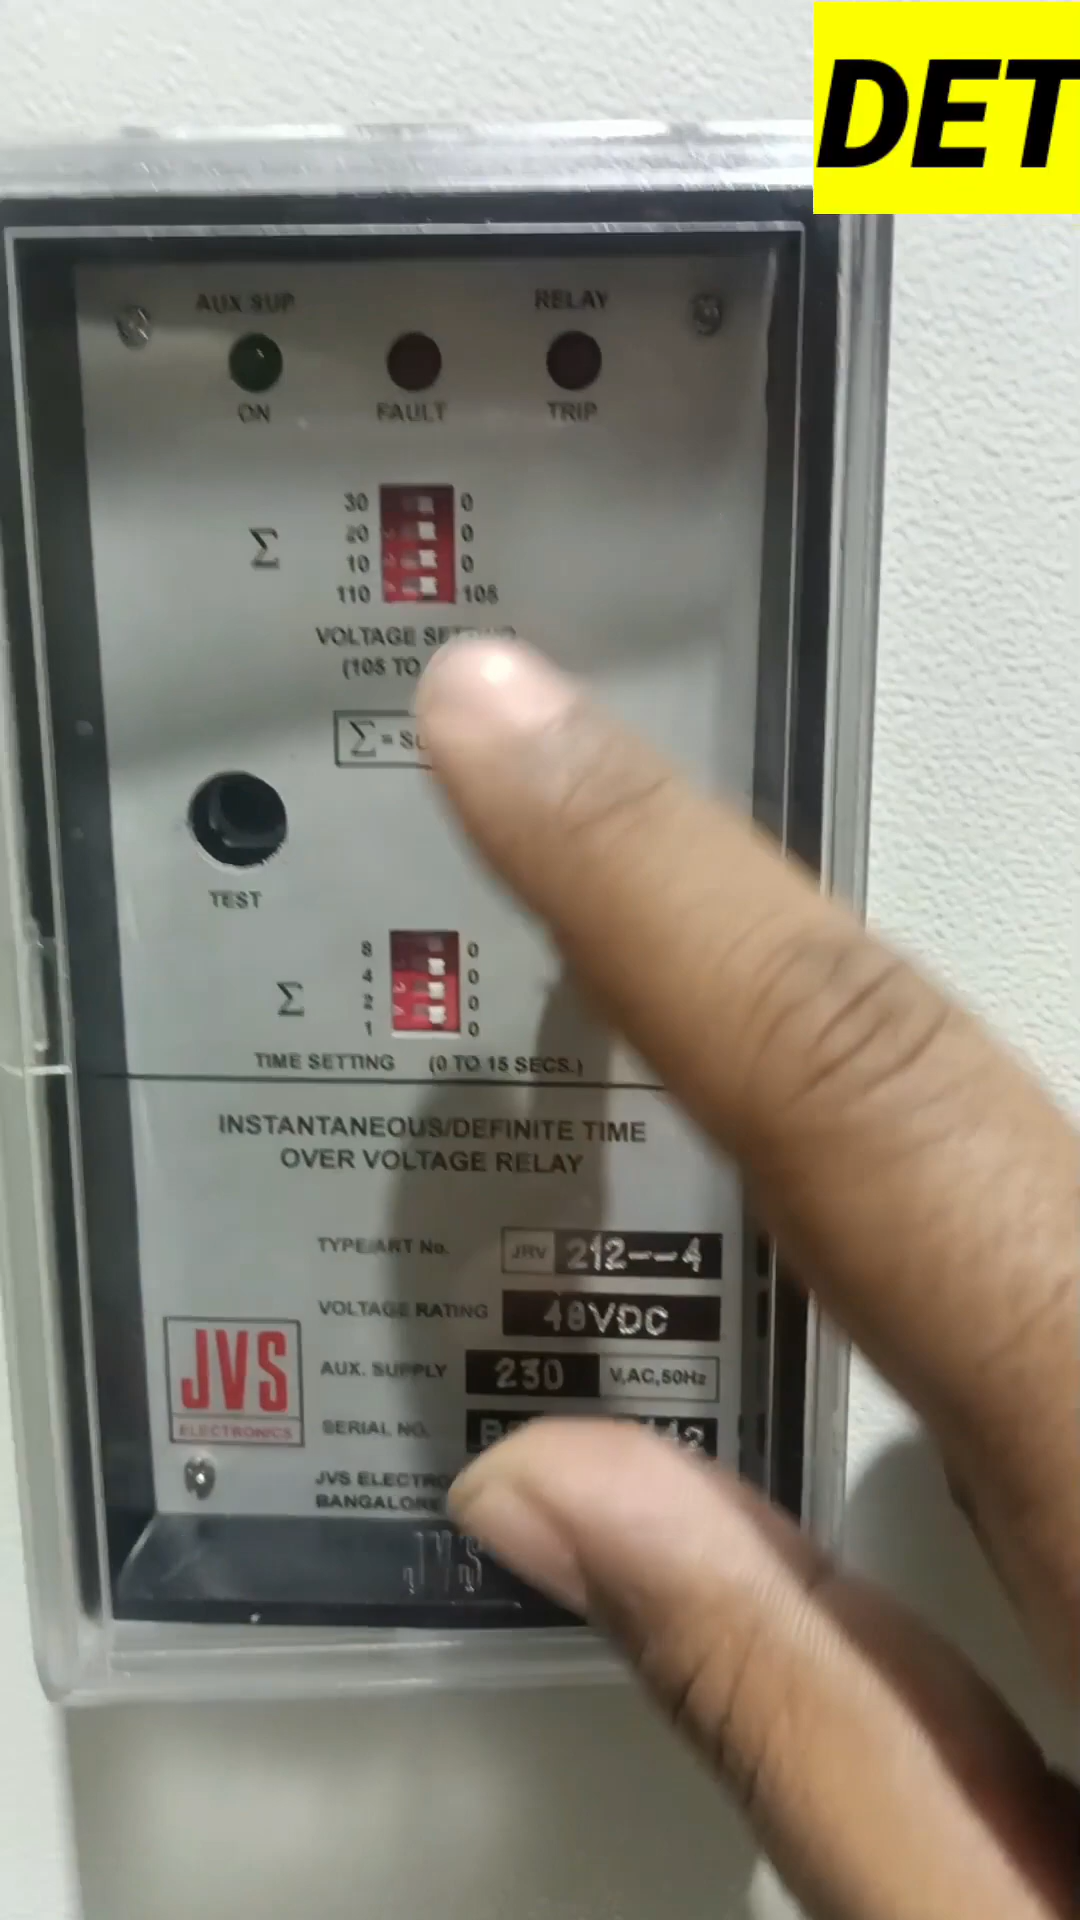 DET
AUX SUP
RELAY
ON
FAULT
TRIP
Σ
30 0
20 0
10 0
110 105
VOLTAGE SETTING
(105 TO
Σ = SU
TEST
Σ
8 0
4 0
2 0
1 0
TIME SETTING (0 TO 15 SECS.)
INSTANTANEOUS/DEFINITE TIME
OVER VOLTAGE RELAY
TYPE/ART No. JRV 212--4
VOLTAGE RATING 48VDC
AUX. SUPPLY 230 V,AC,50Hz
SERIAL NO.
JVS
ELECTRONICS
JVS ELECTRO
BANGALORE
JVS